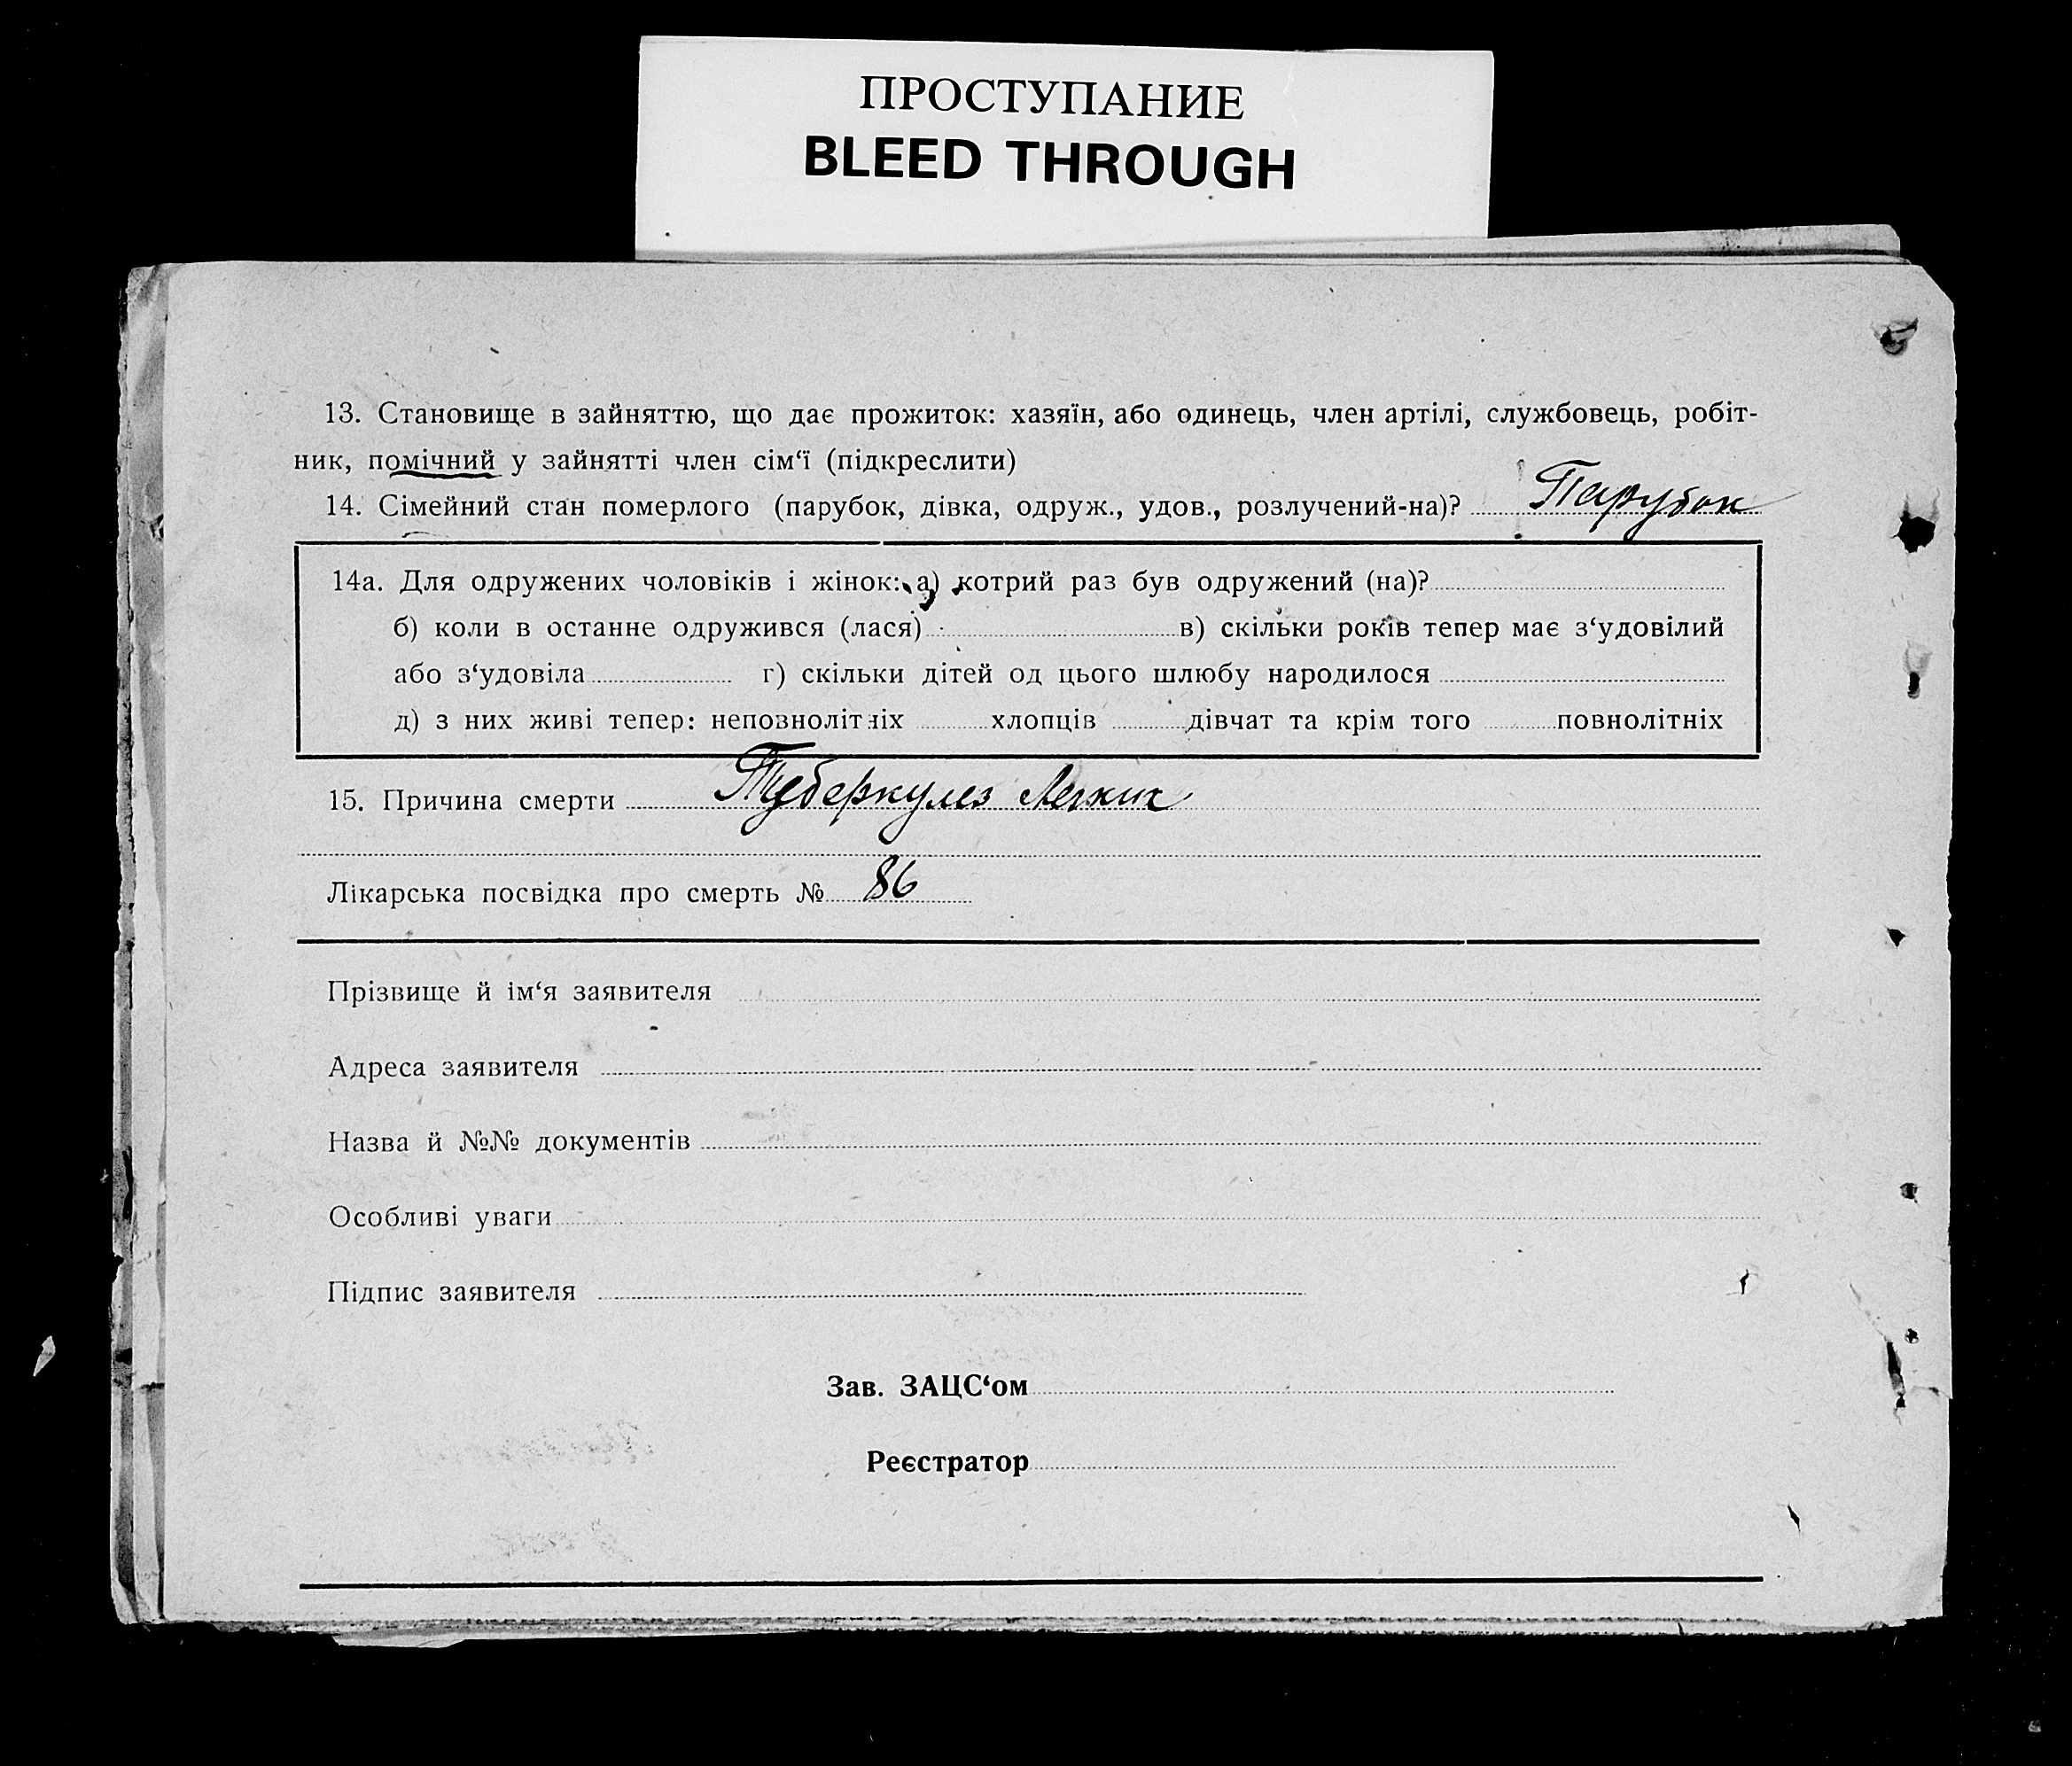 ПРОСТУПАНИЕ
BLEED THROUGH
13. Становище в зайняттю, що дає прожиток: хазяїн, або одинець, член артілі, службовець, робіт-
ник, помічний у зайнятті член сім‘ї (підкреслити)
14. Сімейний стан померлого (парубок, дівка, одруж., удов., розлучений-на)? Парубок
14а. Для одружених чоловіків і жінок: а) котрий раз був одружений (на)?
б) коли в останне одружився (лася) в) скільки років тепер має з‘удовілий
або з‘удовіла г) скільки дітей од цього шлюбу народилося
д) з них живі тепер: неповнолітніх хлопців дівчат та крім того повнолітніх
15. Причина смерти Туберкулез Легких
Лікарська посвідка про смерть № 86
Прізвище й ім‘я заявителя
Адреса заявителя
Назва й №№ документів
Особливі уваги
Підпис заявителя
Зав. ЗАЦС‘ом
Реєстратор